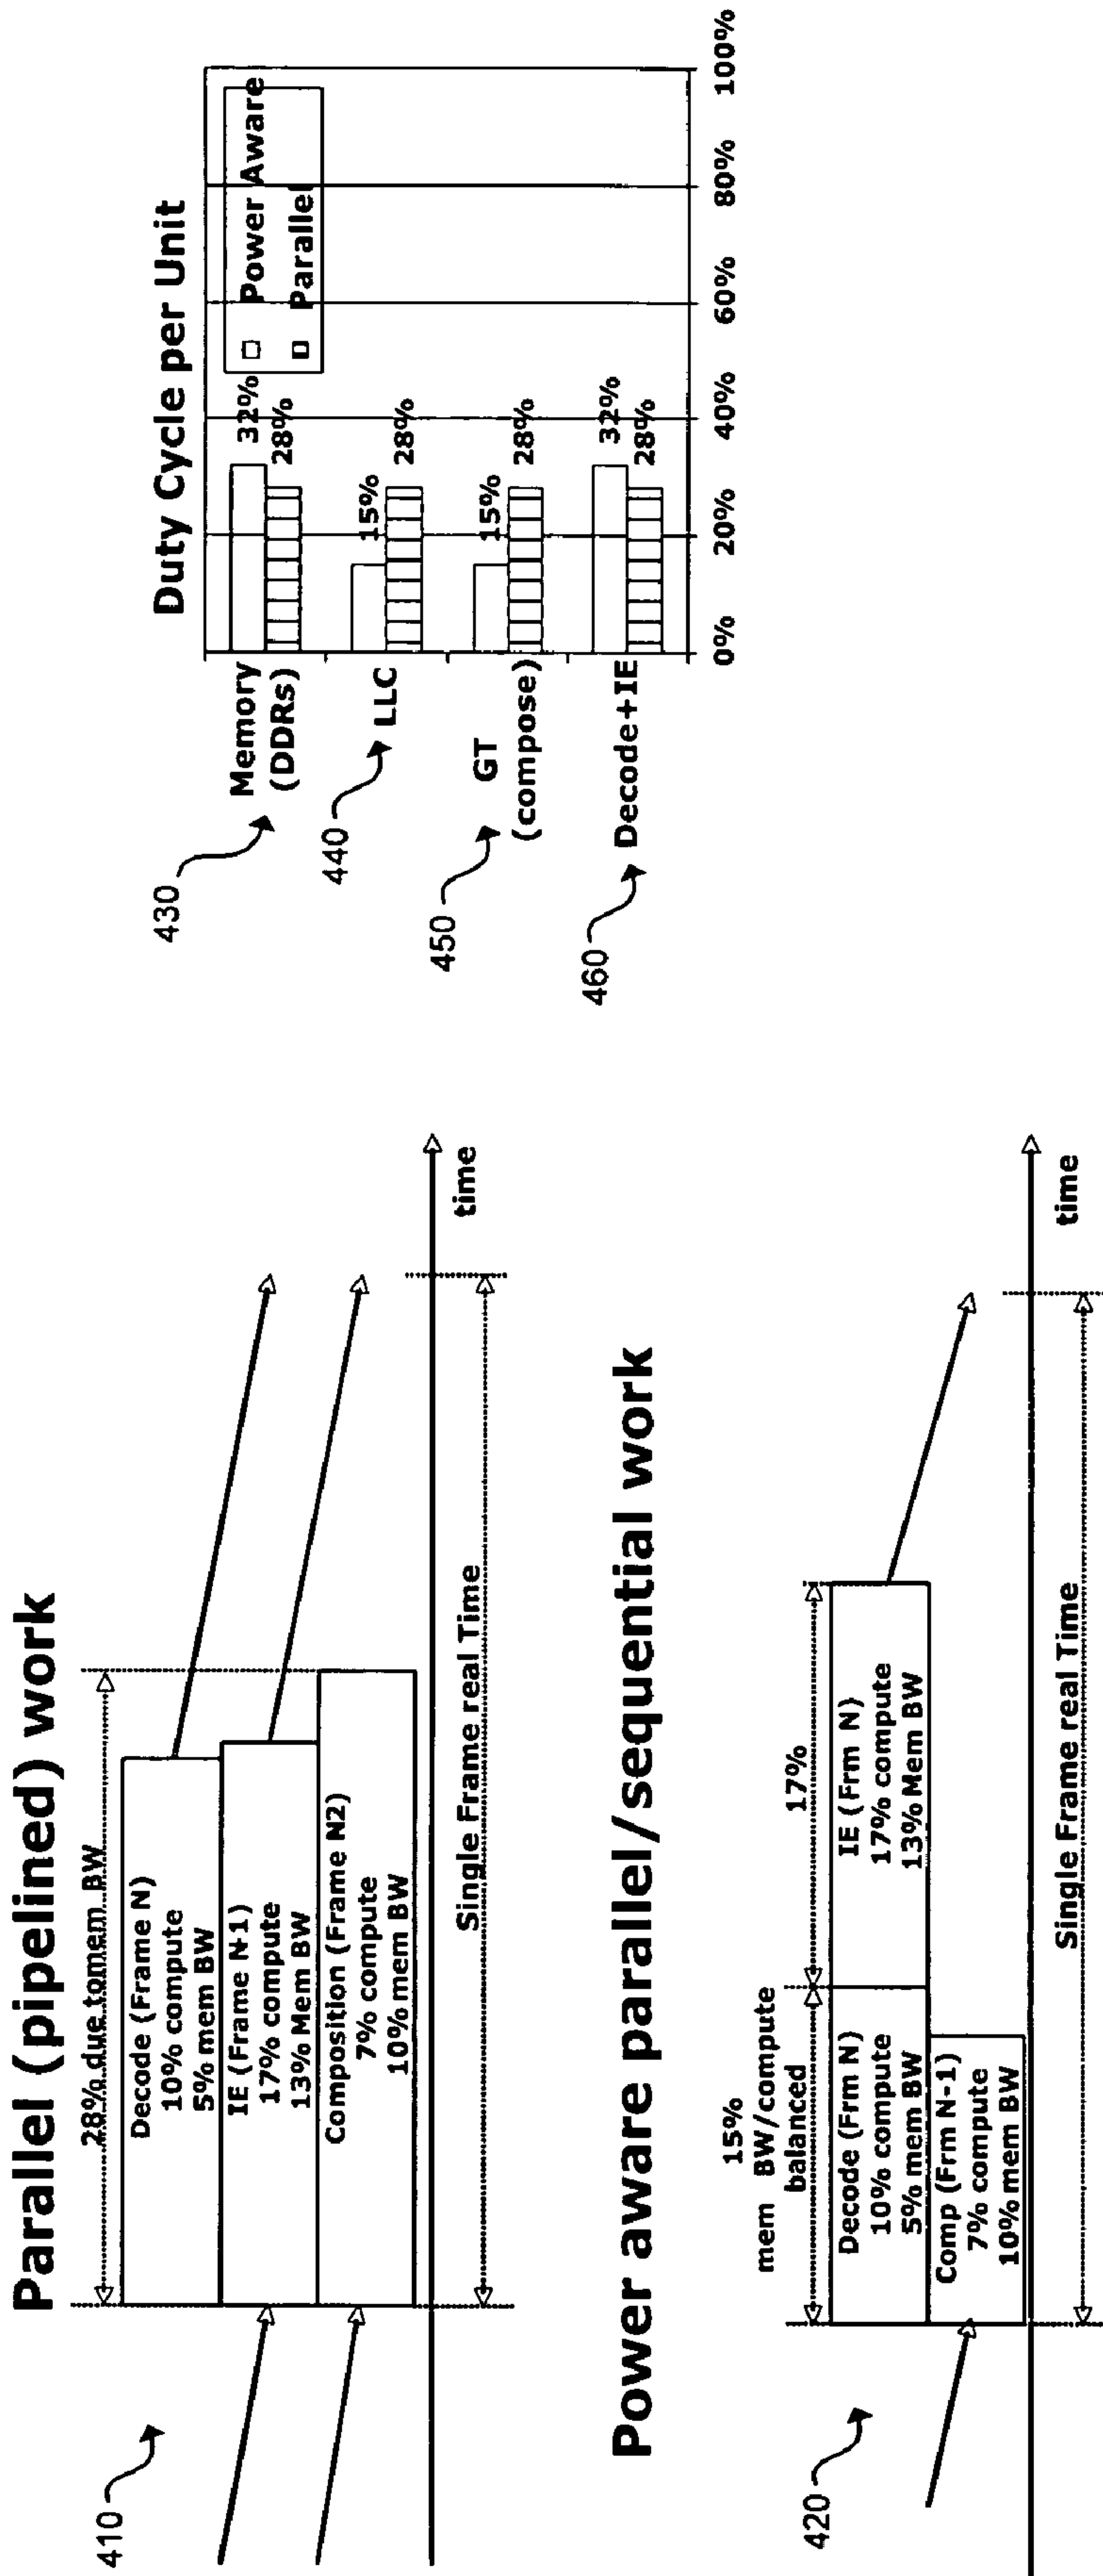 Parallel (pipelined) work
410
28% due tomem BW
Decode (Frame N)
10% compute
5% mem BW
IE (Frame N-1)
17% compute
13% Mem BW
Composition (Frame N2)
7% compute
10% mem BW
time
Single Frame real Time
Power aware parallel/sequential work
420
15%
mem BW/compute
balanced
17%
Decode (Frm N)
10% compute
5% mem BW
IE (Frm N)
17% compute
13% Mem BW
Comp (Frm N-1)
7% compute
10% mem BW
time
Single Frame real Time
Duty Cycle per Unit
Power Aware
Parallel
430
Memory
(DDRs)
32%
28%
440
LLC
15%
28%
450
GT
(compose)
15%
28%
460
Decode+IE
32%
28%
0%
20%
40%
60%
80%
100%